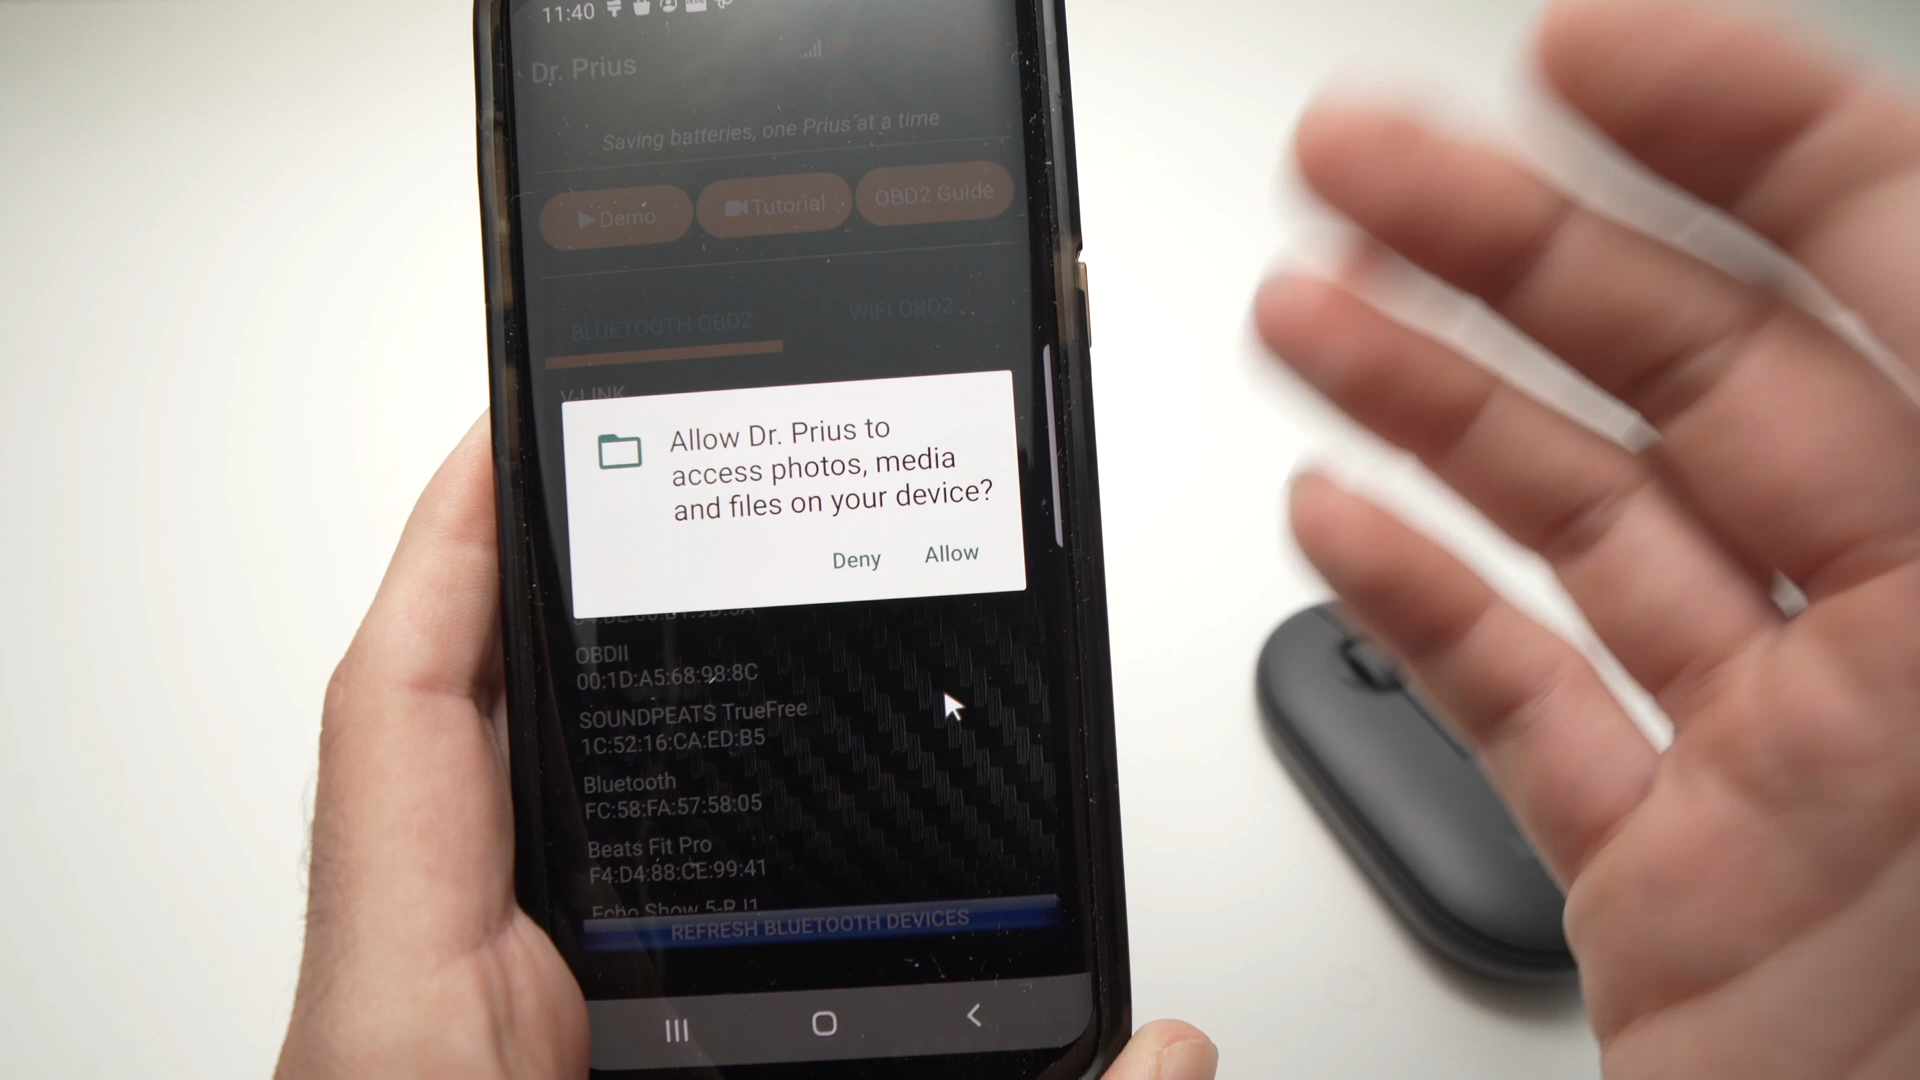 11:40
Dr. Prius
Saving batteries, one Prius at a time
Demo
Tutorial
OBD2 Guide
BLUETOOTH OBD2
WIFI OBD2
V-LINK
Allow Dr. Prius to
access photos, media
and files on your device?
Deny
Allow
OBDII
00:1D:A5:68:98:8C
SOUNDPEATS TrueFree
1C:52:16:CA:ED:B5
Bluetooth
FC:58:FA:57:58:05
Beats Fit Pro
F4:D4:88:CE:99:41
Echo Show
REFRESH BLUETOOTH DEVICES